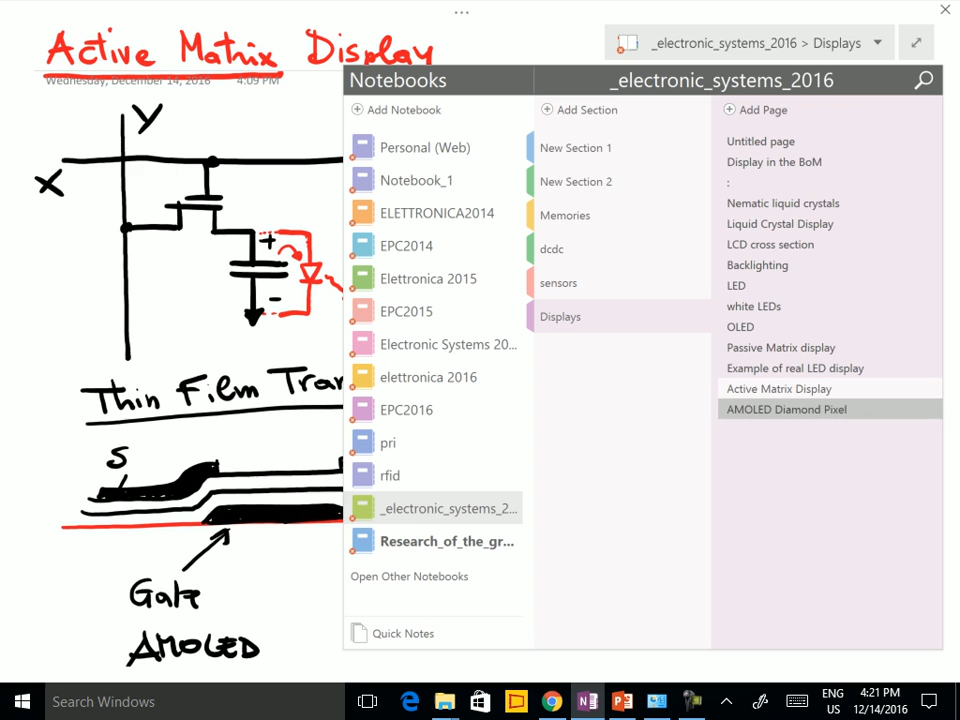 Active Matrix Display
Wednesday, December 14, 2016 4:09 PM
_electronic_systems_2016 > Displays
Notebooks
_electronic_systems_2016
Add Notebook
Add Section
Add Page
Personal (Web)
Notebook_1
ELETTRONICA2014
EPC2014
Elettronica 2015
EPC2015
Electronic Systems 20...
elettronica 2016
EPC2016
pri
rfid
_electronic_systems_2...
Research_of_the_gr...
Open Other Notebooks
Quick Notes
New Section 1
New Section 2
Memories
dcdc
sensors
Displays
Untitled page
Display in the BoM
:
Nematic liquid crystals
Liquid Crystal Display
LCD cross section
Backlighting
LED
white LEDs
OLED
Passive Matrix display
Example of real LED display
Active Matrix Display
AMOLED Diamond Pixel
Y
X
+
-
Thin Film Tran
S
Gate
AMOLED
Search Windows
ENG
US
4:21 PM
12/14/2016